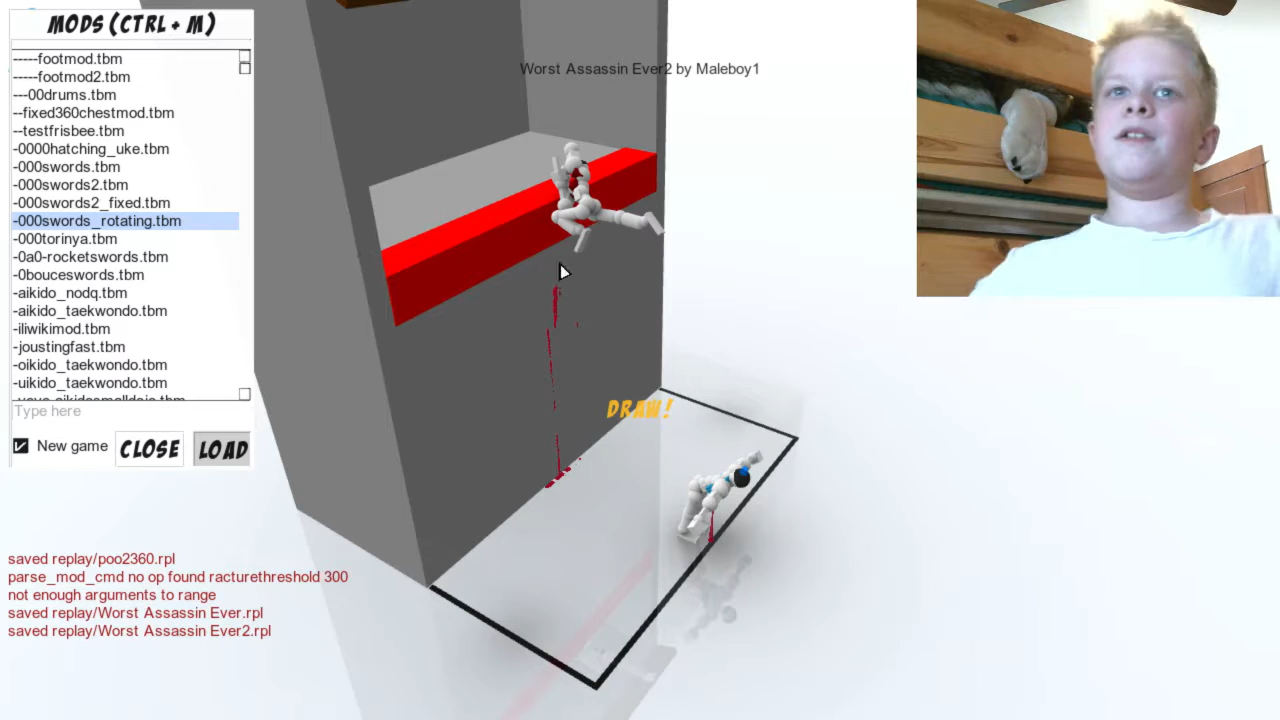 MODS (CTRL + M)
-----footmod.tbm
-----footmod2.tbm
---00drums.tbm
--fixed360chestmod.tbm
--testfrisbee.tbm
-0000hatching_uke.tbm
-000swords.tbm
-000swords2.tbm
-000swords2_fixed.tbm
-000swords_rotating.tbm
-000torinya.tbm
-0a0-rocketswords.tbm
-0bouceswords.tbm
-aikido_nodq.tbm
-aikido_taekwondo.tbm
-iliwikimod.tbm
-joustingfast.tbm
-oikido_taekwondo.tbm
-uikido_taekwondo.tbm
Type here
New game
CLOSE
LOAD
Worst Assassin Ever2 by Maleboy1
DRAW!
saved replay/poo2360.rpl
parse_mod_cmd no op found racturethreshold 300
not enough arguments to range
saved replay/Worst Assassin Ever.rpl
saved replay/Worst Assassin Ever2.rpl